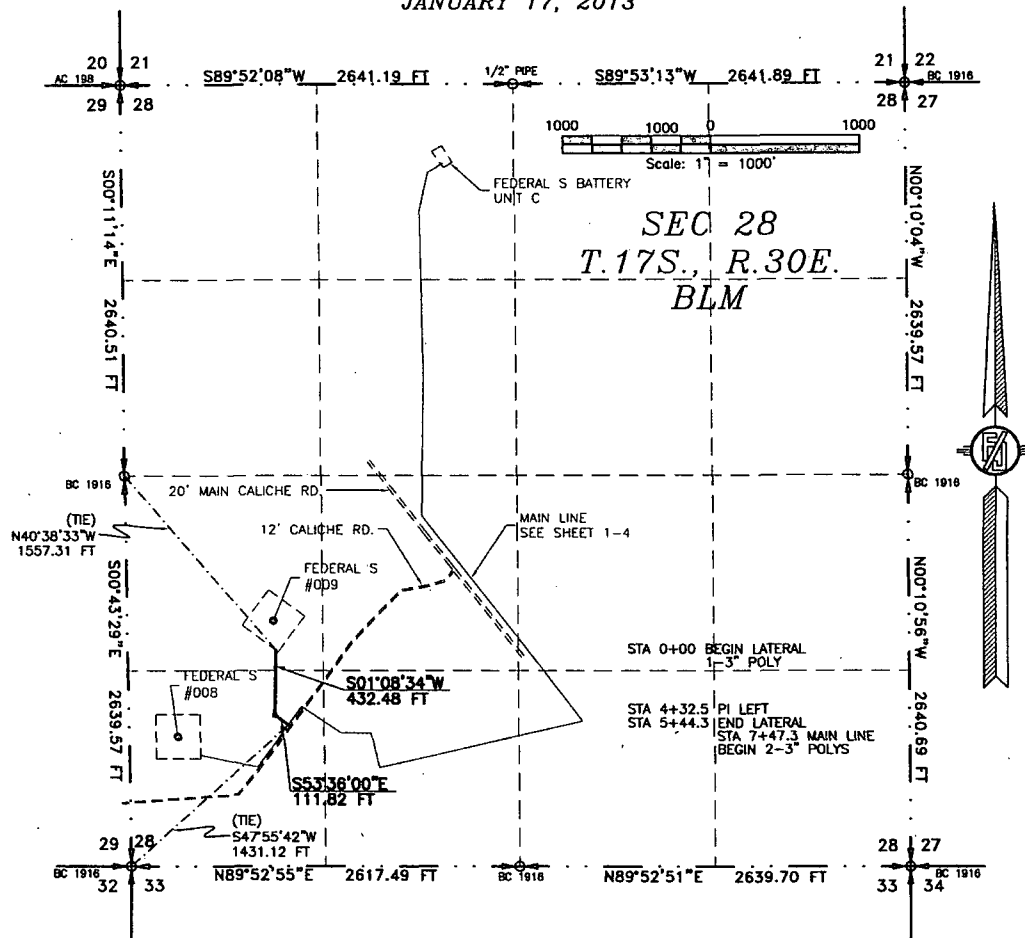 JANUARY 17, 2013
20 21
AC 198
29 28
S89°52'08"W 2641.19 FT
1/2" PIPE
S89°53'13"W 2641.89 FT
21 22
BC 1916
28 27
1000 1000 0 1000
Scale: 1" = 1000'
FEDERAL S BATTERY
UNIT C
SEC 28
T.17S., R.30E.
BLM
S00°11'14"E 2640.51 FT
N00°10'04"W 2639.57 FT
BC 1916
BC 1916
20' MAIN CALICHE RD.
12' CALICHE RD.
MAIN LINE
SEE SHEET 1-4
(TIE)
N40°38'33"W
1557.31 FT
FEDERAL S
#009
S00°43'29"E 2639.57 FT
N00°10'56"W 2640.69 FT
STA 0+00 BEGIN LATERAL
1-3" POLY
FEDERAL S
#008
S01°08'34"W
432.48 FT
STA 4+32.5 PI LEFT
STA 5+44.3 END LATERAL
STA 7+47.3 MAIN LINE
BEGIN 2-3" POLYS
S53°36'00"E
111.82 FT
(TIE)
S47°55'42"W
1431.12 FT
29 28
BC 1916
32 33
N89°52'55"E 2617.49 FT
BC 1916
N89°52'51"E 2639.70 FT
28 27
BC 1916
33 34